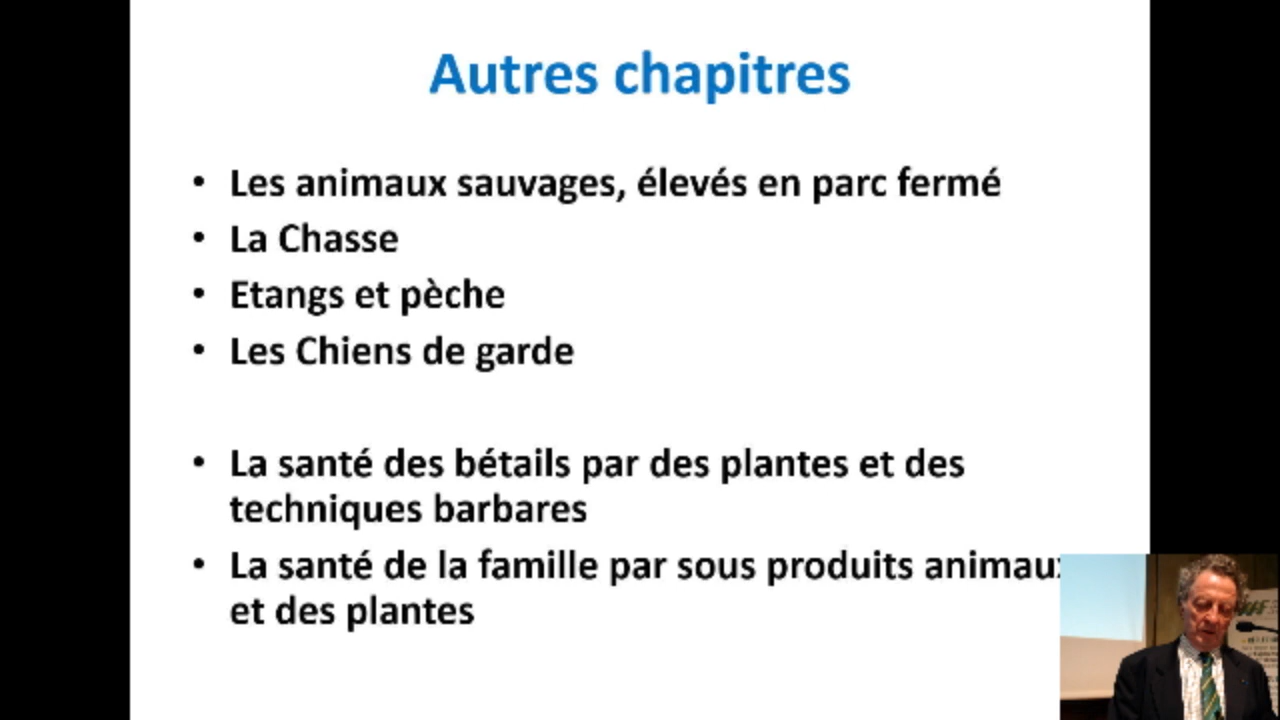 Autres chapitres
• Les animaux sauvages, élevés en parc fermé
• La Chasse
• Etangs et pèche
• Les Chiens de garde
• La santé des bétails par des plantes et des
techniques barbares
• La santé de la famille par sous produits animaux
et des plantes